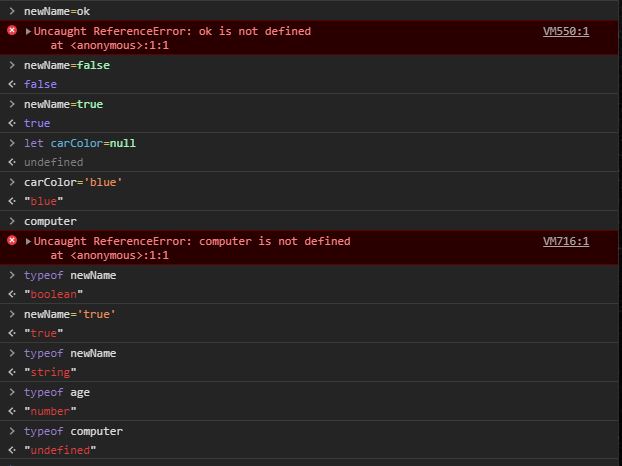 newName=ok
Uncaught ReferenceError: ok is not defined VM550:1
at <anonymous>:1:1
newName=false
false
newName=true
true
let carColor=null
undefined
carColor='blue'
"blue"
computer
Uncaught ReferenceError: computer is not defined VM716:1
at <anonymous>:1:1
typeof newName
"boolean"
newName='true'
"true"
typeof newName
"string"
typeof age
"number"
typeof computer
"undefined"